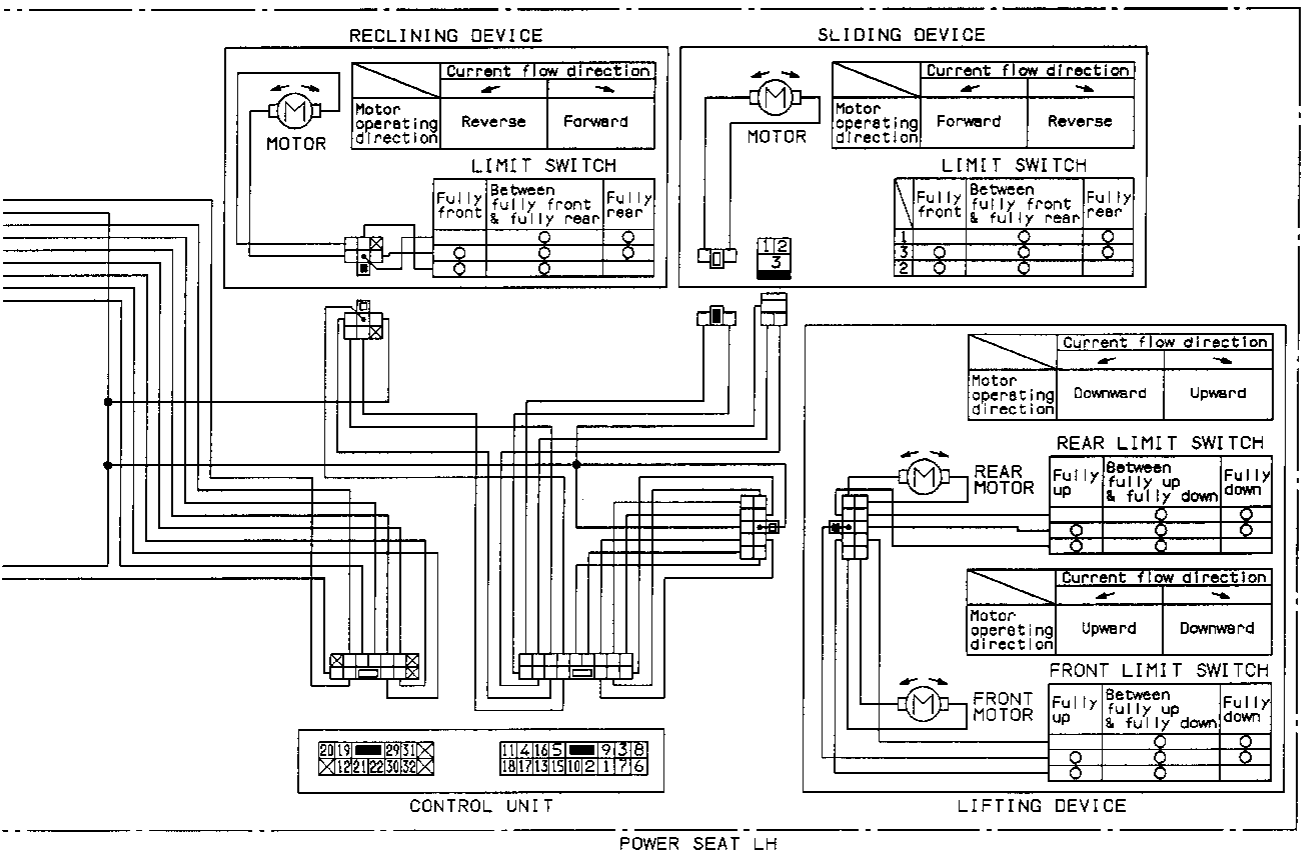 RECLINING DEVICE
Current flow direction
Motor operating direction
Reverse
Forward
M
MOTOR
LIMIT SWITCH
Fully front
Between fully front & fully rear
Fully rear
SLIDING DEVICE
Current flow direction
Motor operating direction
Forward
Reverse
M
MOTOR
LIMIT SWITCH
Fully front
Between fully front & fully rear
Fully rear
1
3
2
1 2
3
Current flow direction
Motor operating direction
Downward
Upward
REAR LIMIT SWITCH
M
REAR MOTOR
Fully up
Between fully up & fully down
Fully down
Current flow direction
Motor operating direction
Upward
Downward
FRONT LIMIT SWITCH
M
FRONT MOTOR
Fully up
Between fully up & fully down
Fully down
LIFTING DEVICE
20 19 29 31
12 21 22 30 32
11 4 16 5 9 3 8
18 17 13 15 10 2 1 7 6
CONTROL UNIT
POWER SEAT LH